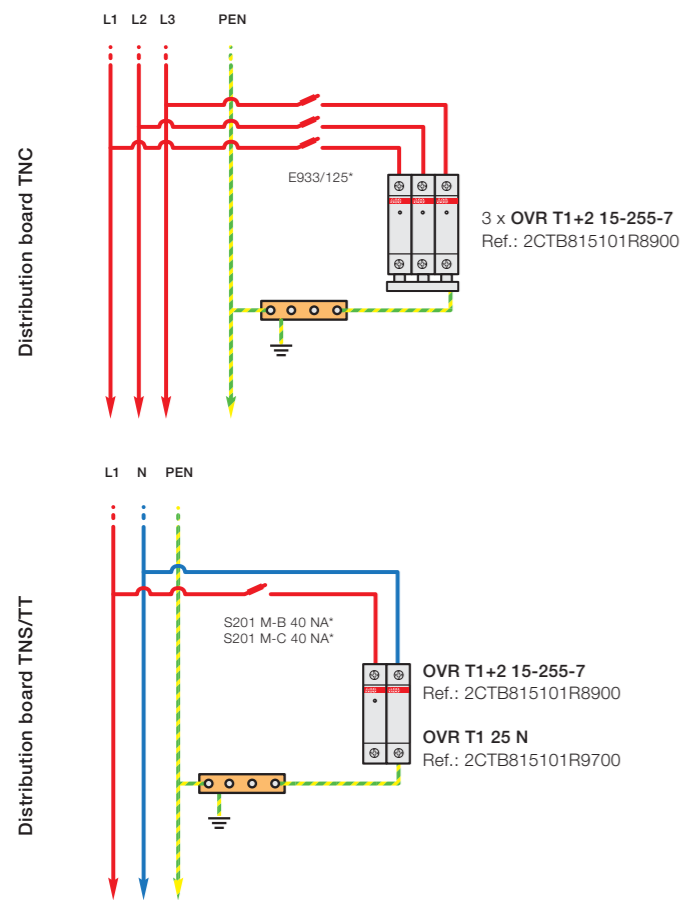 L1 L2 L3 PEN
Distribution board TNC
E933/125*
3 x OVR T1+2 15-255-7
Ref.: 2CTB815101R8900
L1 N PEN
Distribution board TNS/TT
S201 M-B 40 NA*
S201 M-C 40 NA*
OVR T1+2 15-255-7
Ref.: 2CTB815101R8900
OVR T1 25 N
Ref.: 2CTB815101R9700